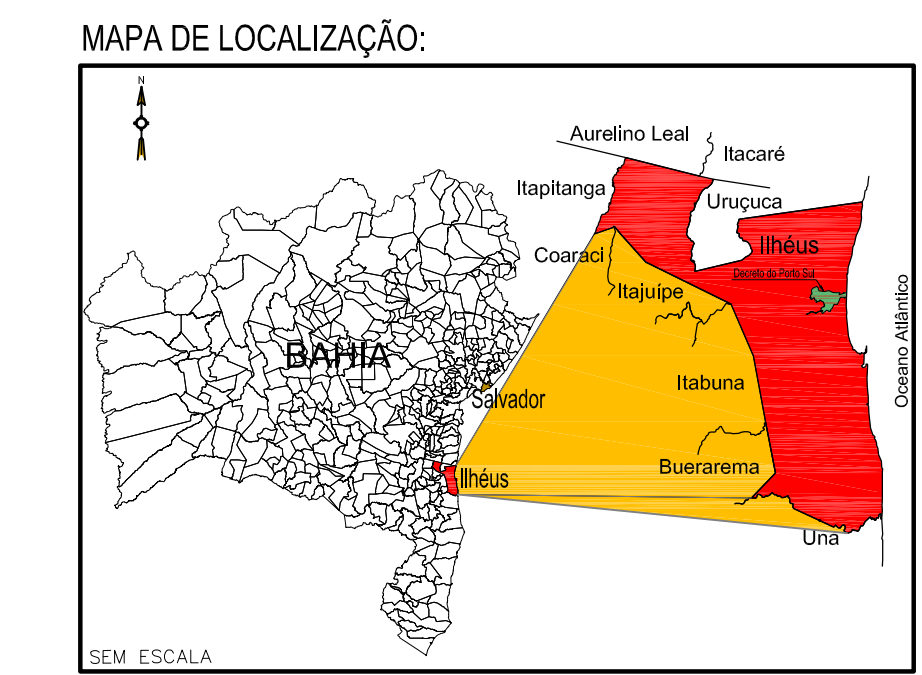 MAPA DE LOCALIZAÇÃO:
N
Aurelino Leal
Itacaré
Itapitanga
Uruçuca
Ilhéus
Coaraci
Decreto do Porto Sul
Itajuípe
Oceano Atlântico
BAHIA
Itabuna
Salvador
Buerarema
Ilhéus
Una
SEM ESCALA